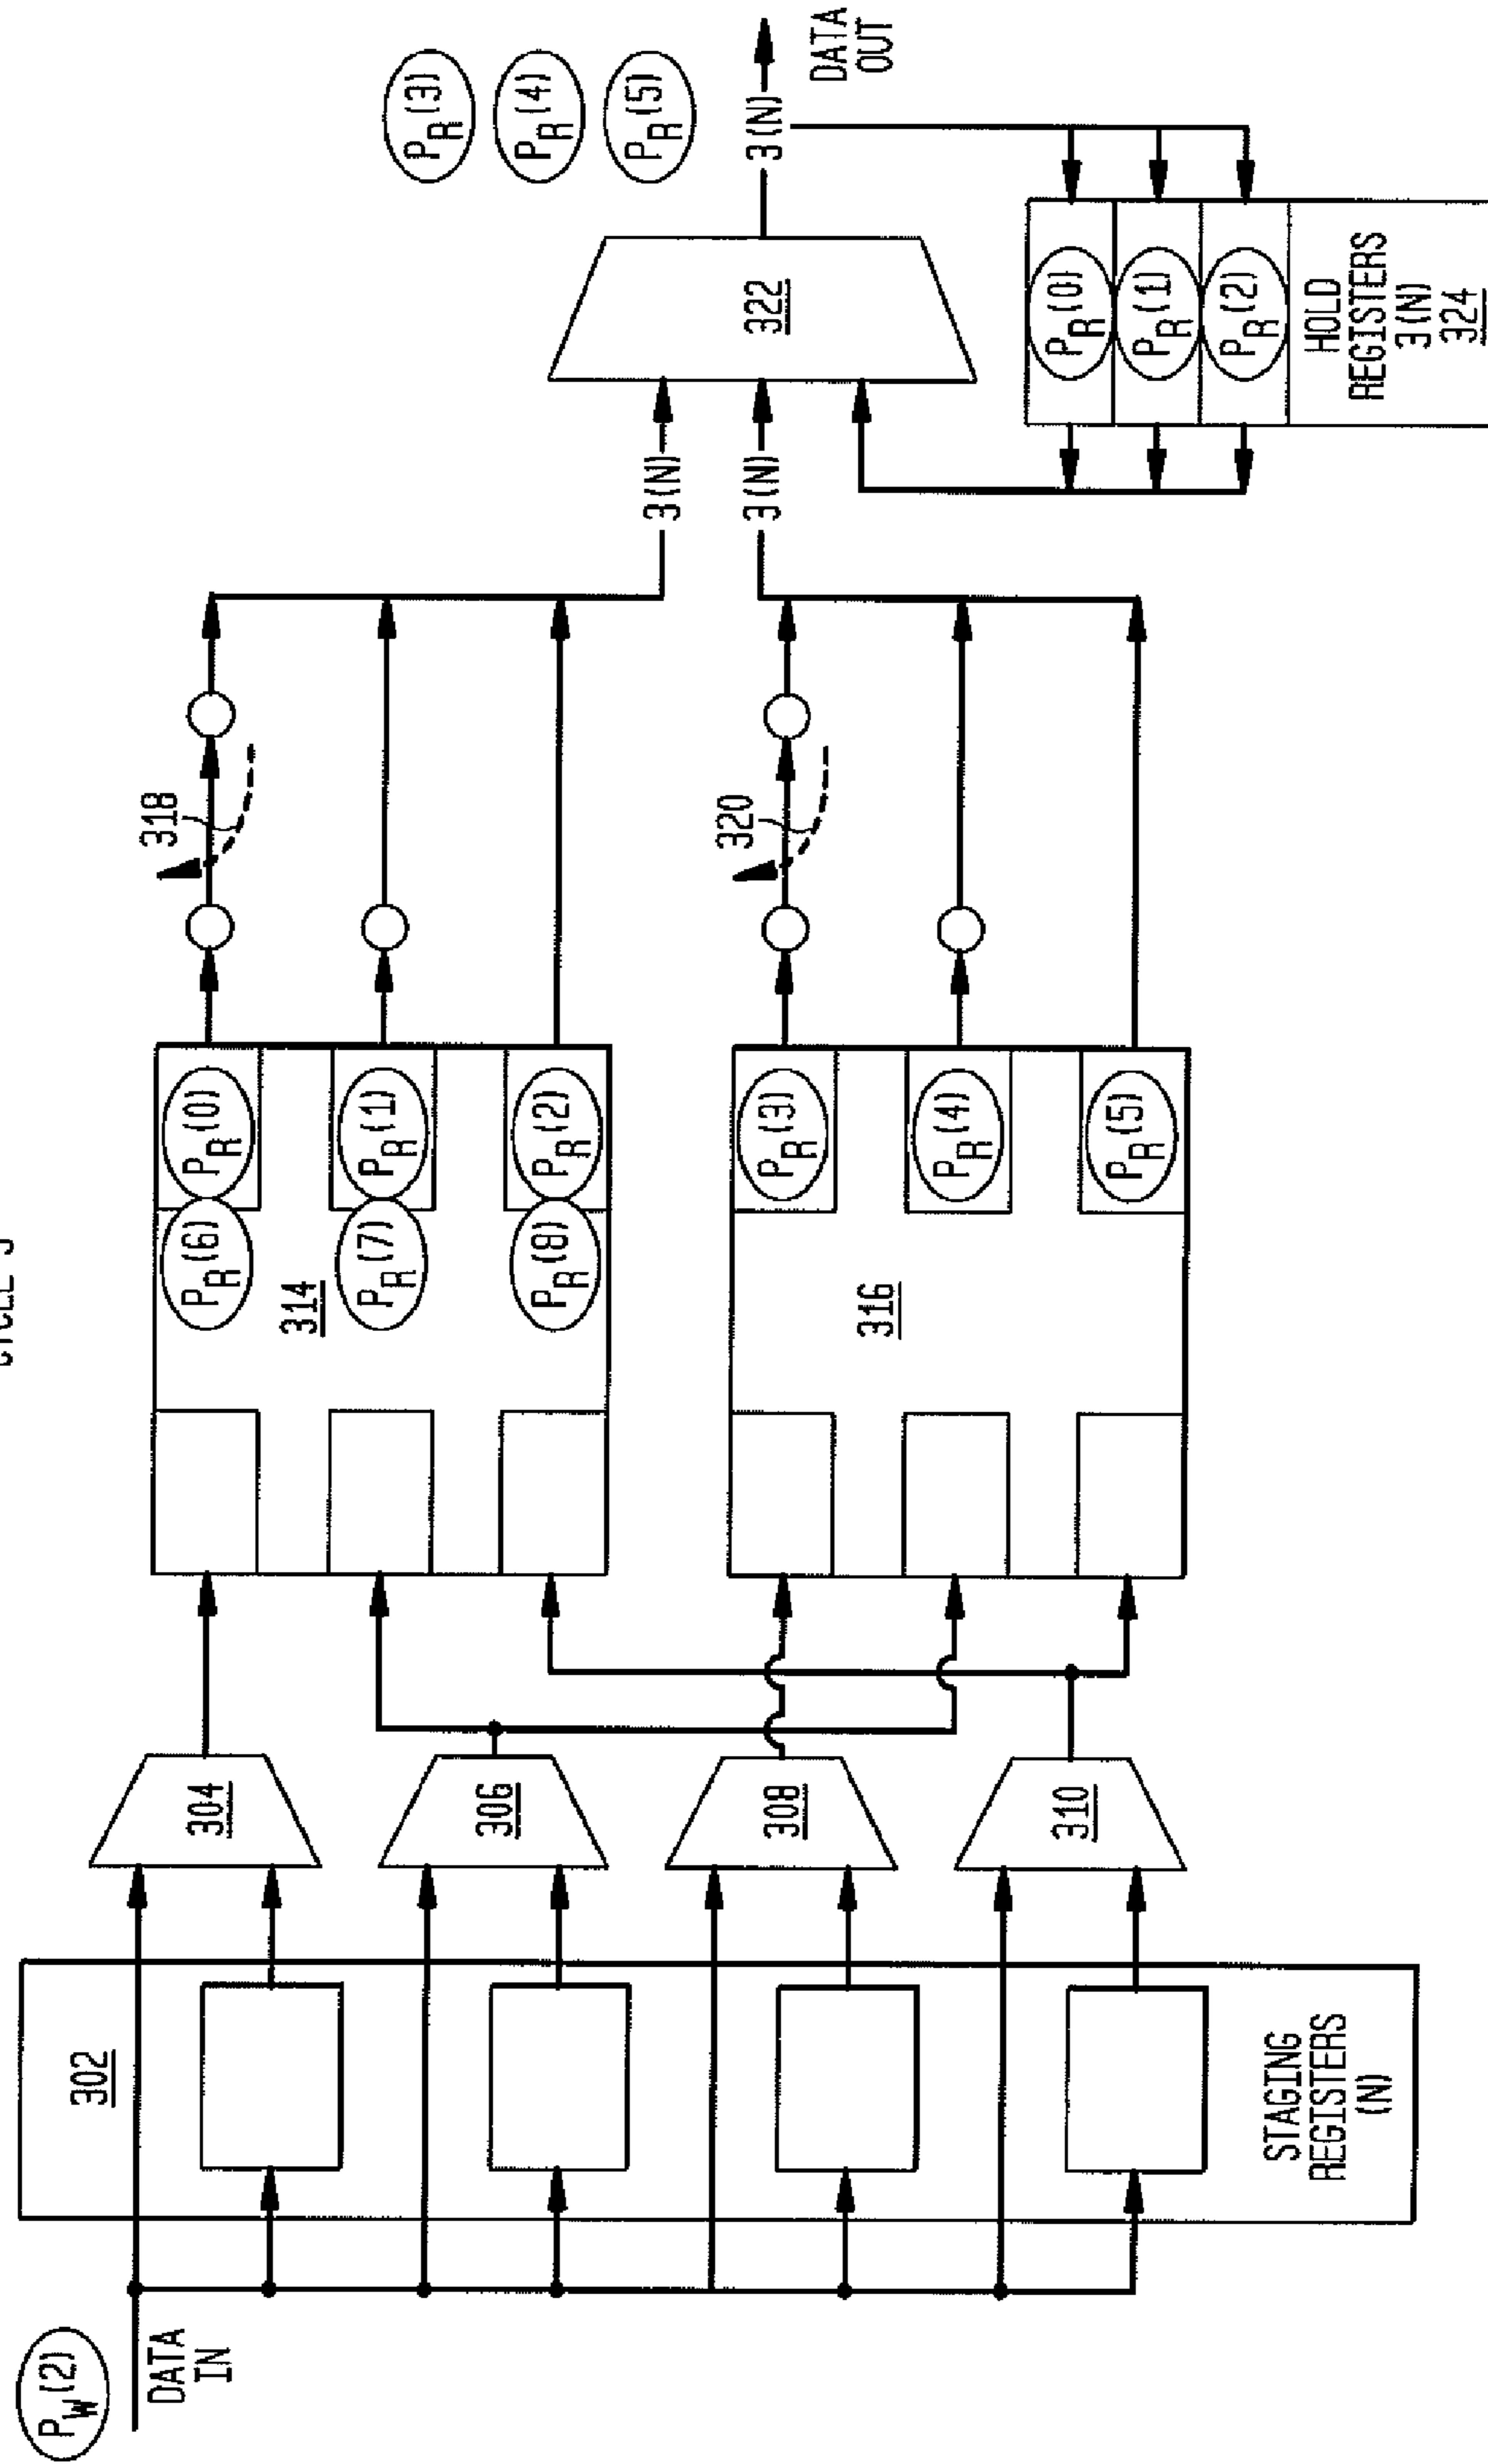 CYCLE
P_W(2)
DATA
IN
302
STAGING
REGISTERS
(N)
304
306
308
310
314
P_R(6)
P_R(0)
P_R(7)
P_R(1)
P_R(8)
P_R(2)
316
P_R(3)
P_R(4)
P_R(5)
318
320
3(N)
3(N)
322
3(N)
DATA
OUT
P_R(3)
P_R(4)
P_R(5)
P_R(0)
P_R(1)
P_R(2)
HOLD
REGISTERS
3(N)
324